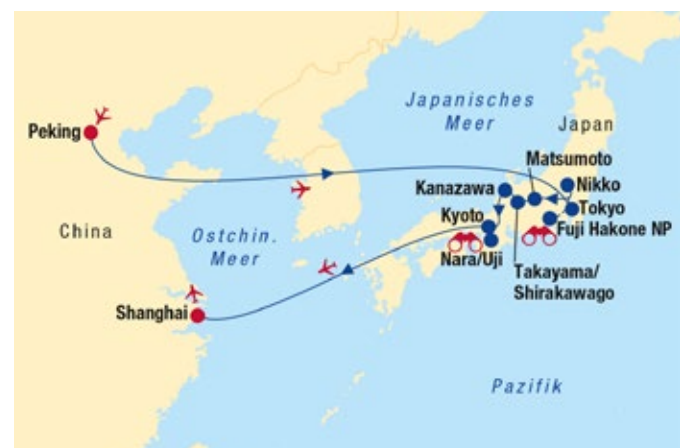 Japanisches
Meer
Japan
Peking
Matsumoto
Kanazawa
Nikko
Tokyo
Kyoto
Fuji Hakone NP
China
Ostchin.
Meer
Nara/Uji
Takayama/
Shirakawago
Shanghai
Pazifik